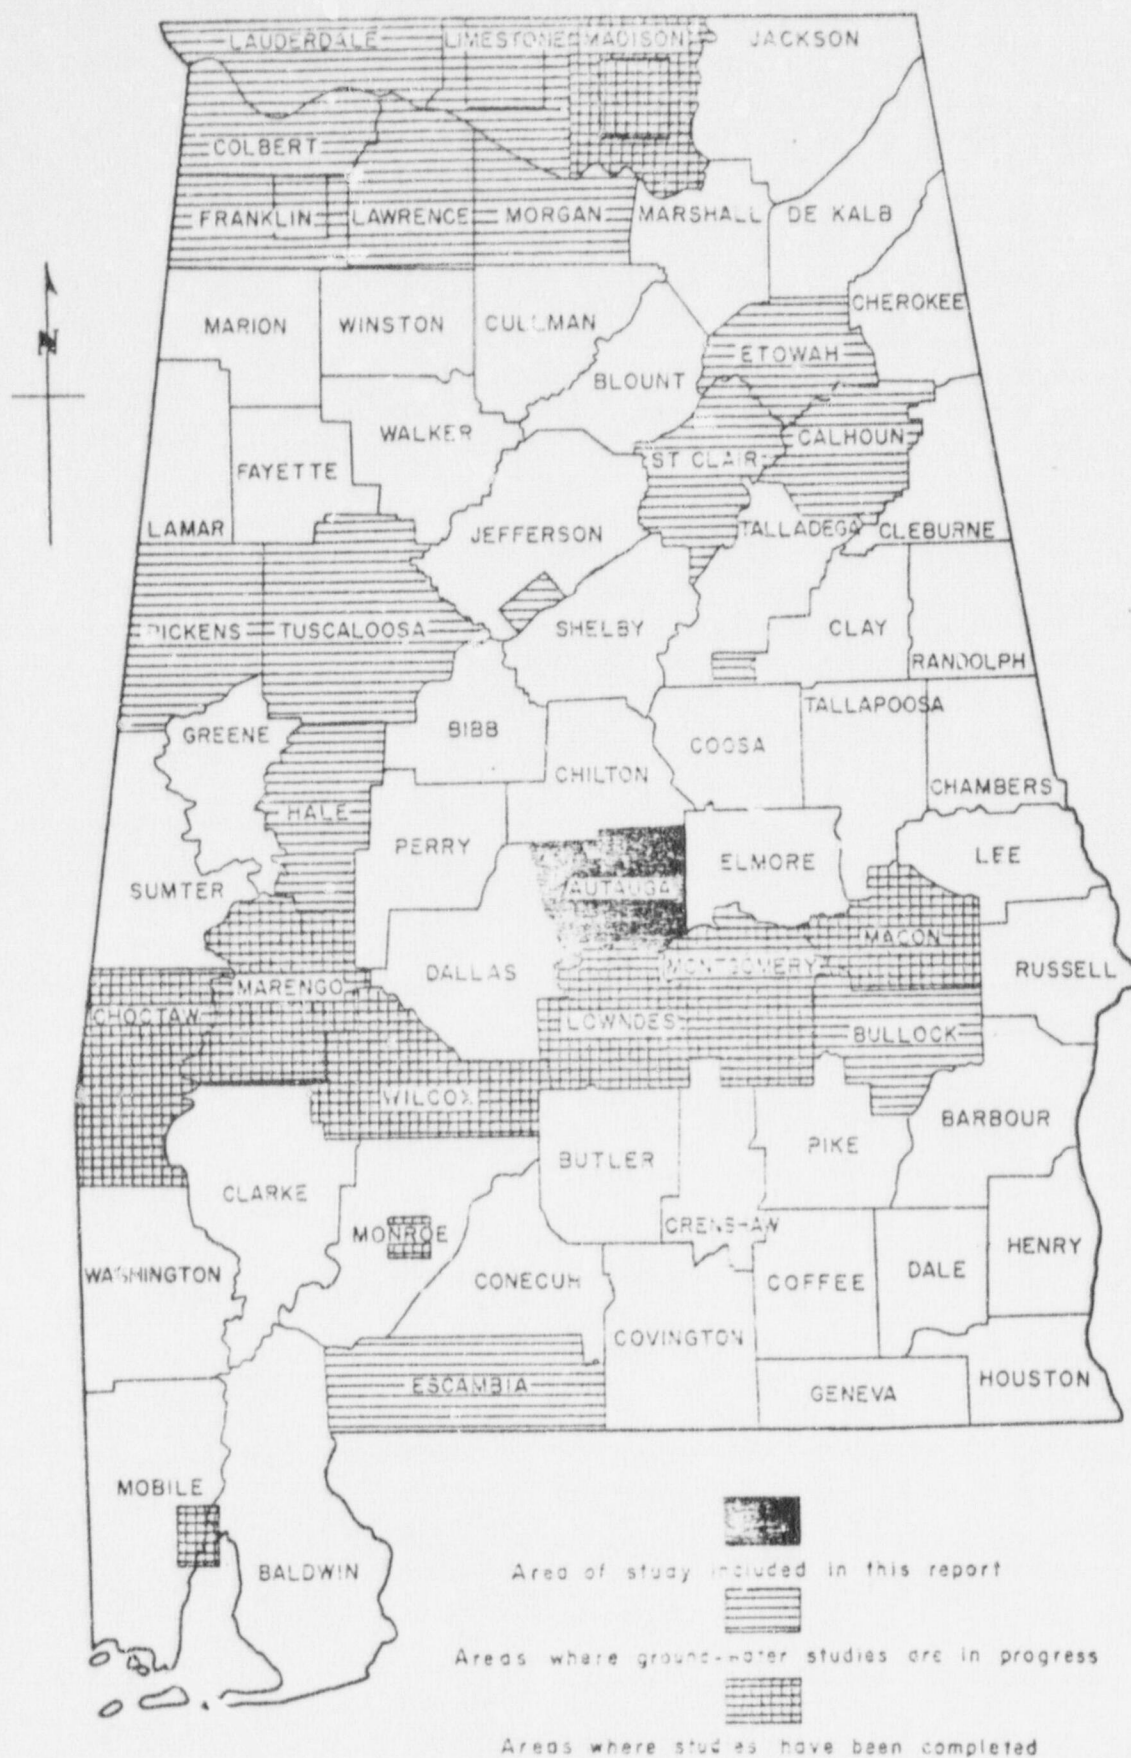 LAUDERDALE
LIMESTONE
MADISON
JACKSON
COLBERT
FRANKLIN
LAWRENCE
MORGAN
MARSHALL
DE KALB
CHEROKEE
N
MARION
WINSTON
CULLMAN
ETOWAH
BLOUNT
WALKER
CALHOUN
ST CLAIR
FAYETTE
LAMAR
JEFFERSON
TALLADEGA
CLEBURNE
PICKENS
TUSCALOOSA
SHELBY
CLAY
RANDOLPH
TALLAPOOSA
GREENE
BIBB
COOSA
CHILTON
CHAMBERS
HALE
PERRY
ELMORE
LEE
SUMTER
AUTAUGA
MACON
DALLAS
MONTGOMERY
RUSSELL
MARENGO
CHOCTAW
LOWNDES
BULLOCK
WILCOX
BARBOUR
BUTLER
PIKE
CLARKE
MONROE
CRENSHAW
HENRY
WASHINGTON
CONECUH
COFFEE
DALE
COVINGTON
ESCAMBIA
GENEVA
HOUSTON
MOBILE
BALDWIN
Area of study included in this report
Areas where ground-water studies are in progress
Areas where studies have been completed